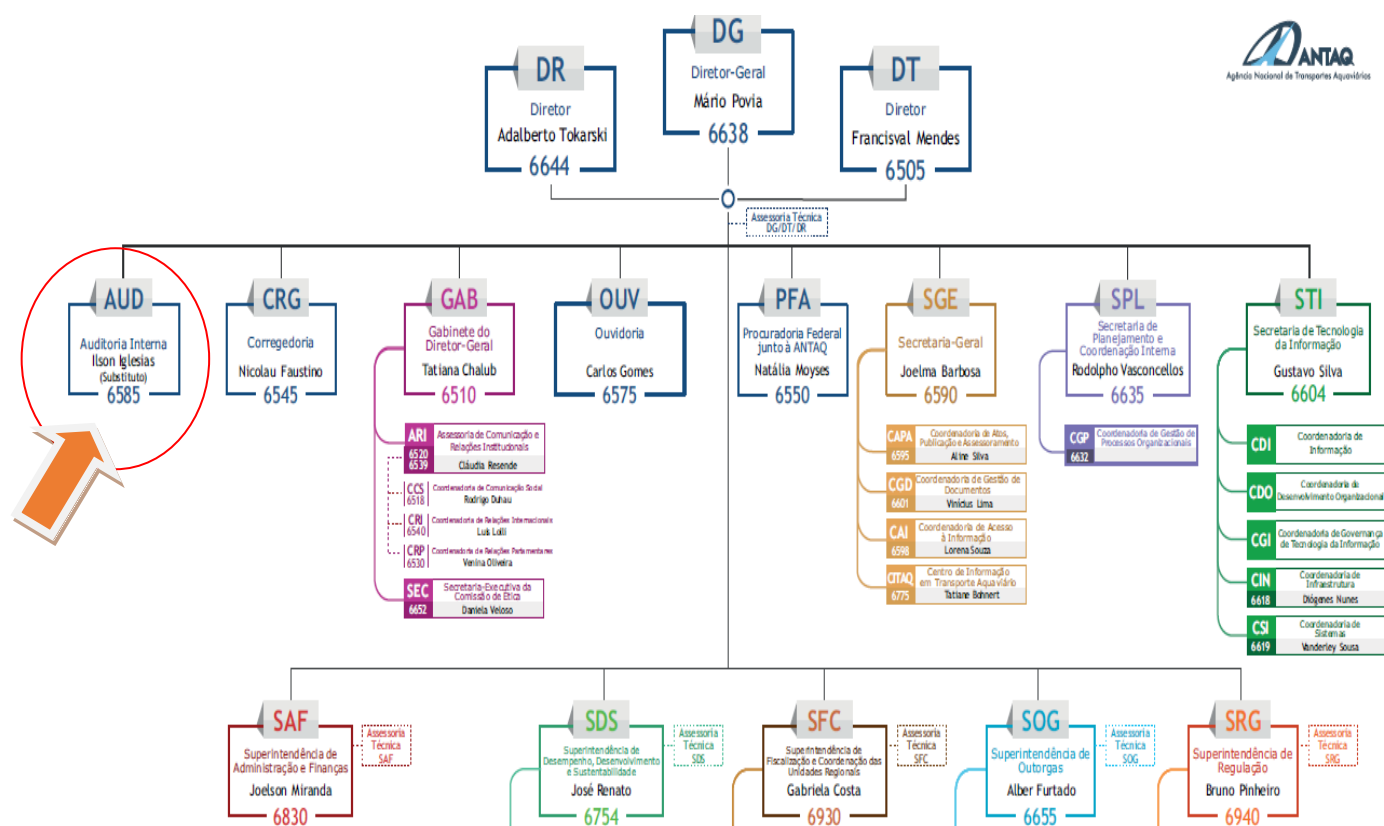 DG
Diretor-Geral
Mário Povia
6638
DR
Diretor
Adalberto Tokarski
6644
DT
Diretor
Francisval Mendes
6505
ANTAQ
Agência Nacional de Transportes Aquaviários
Assessoria Técnica
DG/DT/DR
AUD
Auditoria Interna
Ilson Iglesias
(Substituto)
6585
CRG
Corregedoria
Nicolau Faustino
6545
GAB
Gabinete do
Diretor-Geral
Tatiana Chalub
6510
ARI
6520
6539
Assessoria de Comunicação e
Relações Institucionais
Cláudia Resende
CCS
6518
Coordenadoria de Comunicação Social
Rodrigo Duhau
CRI
6540
Coordenadoria de Relações Internacionais
Luis Lolli
CRP
6530
Coordenadoria de Relações Parlamentares
Venina Oliveira
SEC
6652
Secretaria-Executiva da
Comissão de Ética
Daniela Veloso
OUV
Ouvidoria
Carlos Gomes
6575
PFA
Procuradoria Federal
junto à ANTAQ
Natália Moyses
6550
SGE
Secretaria-Geral
Joelma Barbosa
6590
CAPA
6595
Coordenadoria de Atos,
Publicação e Assessoramento
Aline Silva
CGD
6601
Coordenadoria de Gestão de
Documentos
Vinícius Lima
CAI
6598
Coordenadoria de Acesso
à Informação
Lorena Souza
CITAQ
6775
Centro de Informação
em Transporte Aquaviário
Tatiane Bohnert
SPL
Secretaria de
Planejamento e
Coordenação Interna
Rodolpho Vasconcellos
6635
CGP
6632
Coordenadoria de Gestão de
Processos Organizacionais
STI
Secretaria de Tecnologia
da Informação
Gustavo Silva
6604
CDI
Coordenadoria de
Informação
CDO
Coordenadoria de
Desenvolvimento Organizacional
CGI
Coordenadoria de Governança
de Tecnologia da Informação
CIN
6618
Coordenadoria de
Infraestrutura
Diógenes Nunes
CSI
6619
Coordenadoria de
Sistemas
Vanderley Sousa
SAF
Superintendência de
Administração e Finanças
Joelson Miranda
6830
Assessoria
Técnica
SAF
SDS
Superintendência de
Desempenho, Desenvolvimento
e Sustentabilidade
José Renato
6754
Assessoria
Técnica
SDS
SFC
Superintendência de
Fiscalização e Coordenação das
Unidades Regionais
Gabriela Costa
6930
Assessoria
Técnica
SFC
SOG
Superintendência de
Outorgas
Alber Furtado
6655
Assessoria
Técnica
SOG
SRG
Superintendência de
Regulação
Bruno Pinheiro
6940
Assessoria
Técnica
SRG